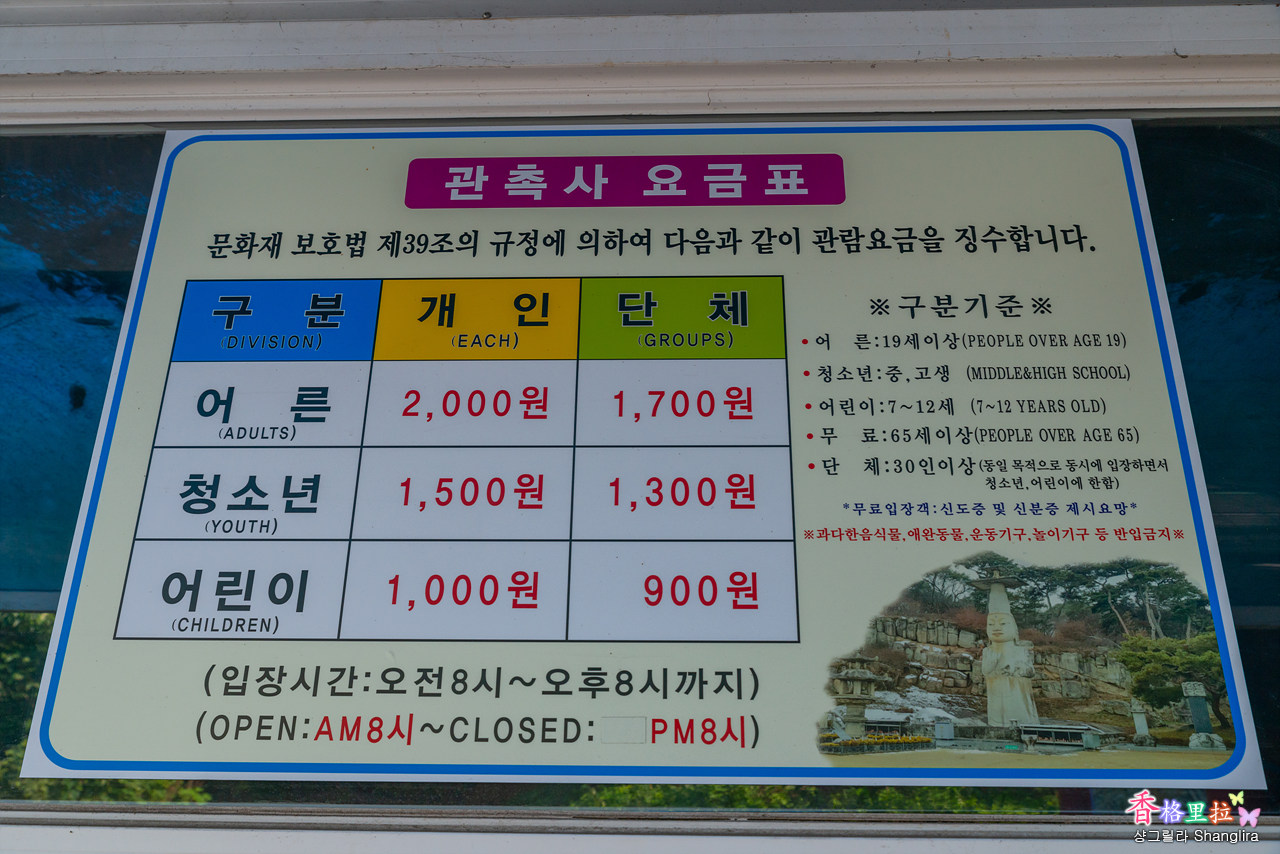 관촉사 요금표
문화재 보호법 제39조의 규정에 의하여 다음과 같이 관람요금을 징수합니다.
구 분 개 인 단 체
(DIVISION) (EACH) (GROUPS)
어 른 2,000원 1,700원
(ADULTS)
청소년 1,500원 1,300원
(YOUTH)
어린이 1,000원 900원
(CHILDREN)
(입장시간:오전8시~오후8시까지)
(OPEN:AM8시~CLOSED: PM8시)
※구분기준※
•어 른:19세이상(PEOPLE OVER AGE 19)
•청소년:중,고생 (MIDDLE&HIGH SCHOOL)
•어린이:7~12세 (7~12 YEARS OLD)
•무 료:65세이상(PEOPLE OVER AGE 65)
•단 체:30인이상(동일 목적으로 동시에 입장하면서
청소년,어린이에 한함)
*무료입장객:신도증 및 신분증 제시요망*
※과다한음식물,애완동물,운동기구,놀이기구 등 반입금지※
香格里拉
샹그릴라 Shanglira